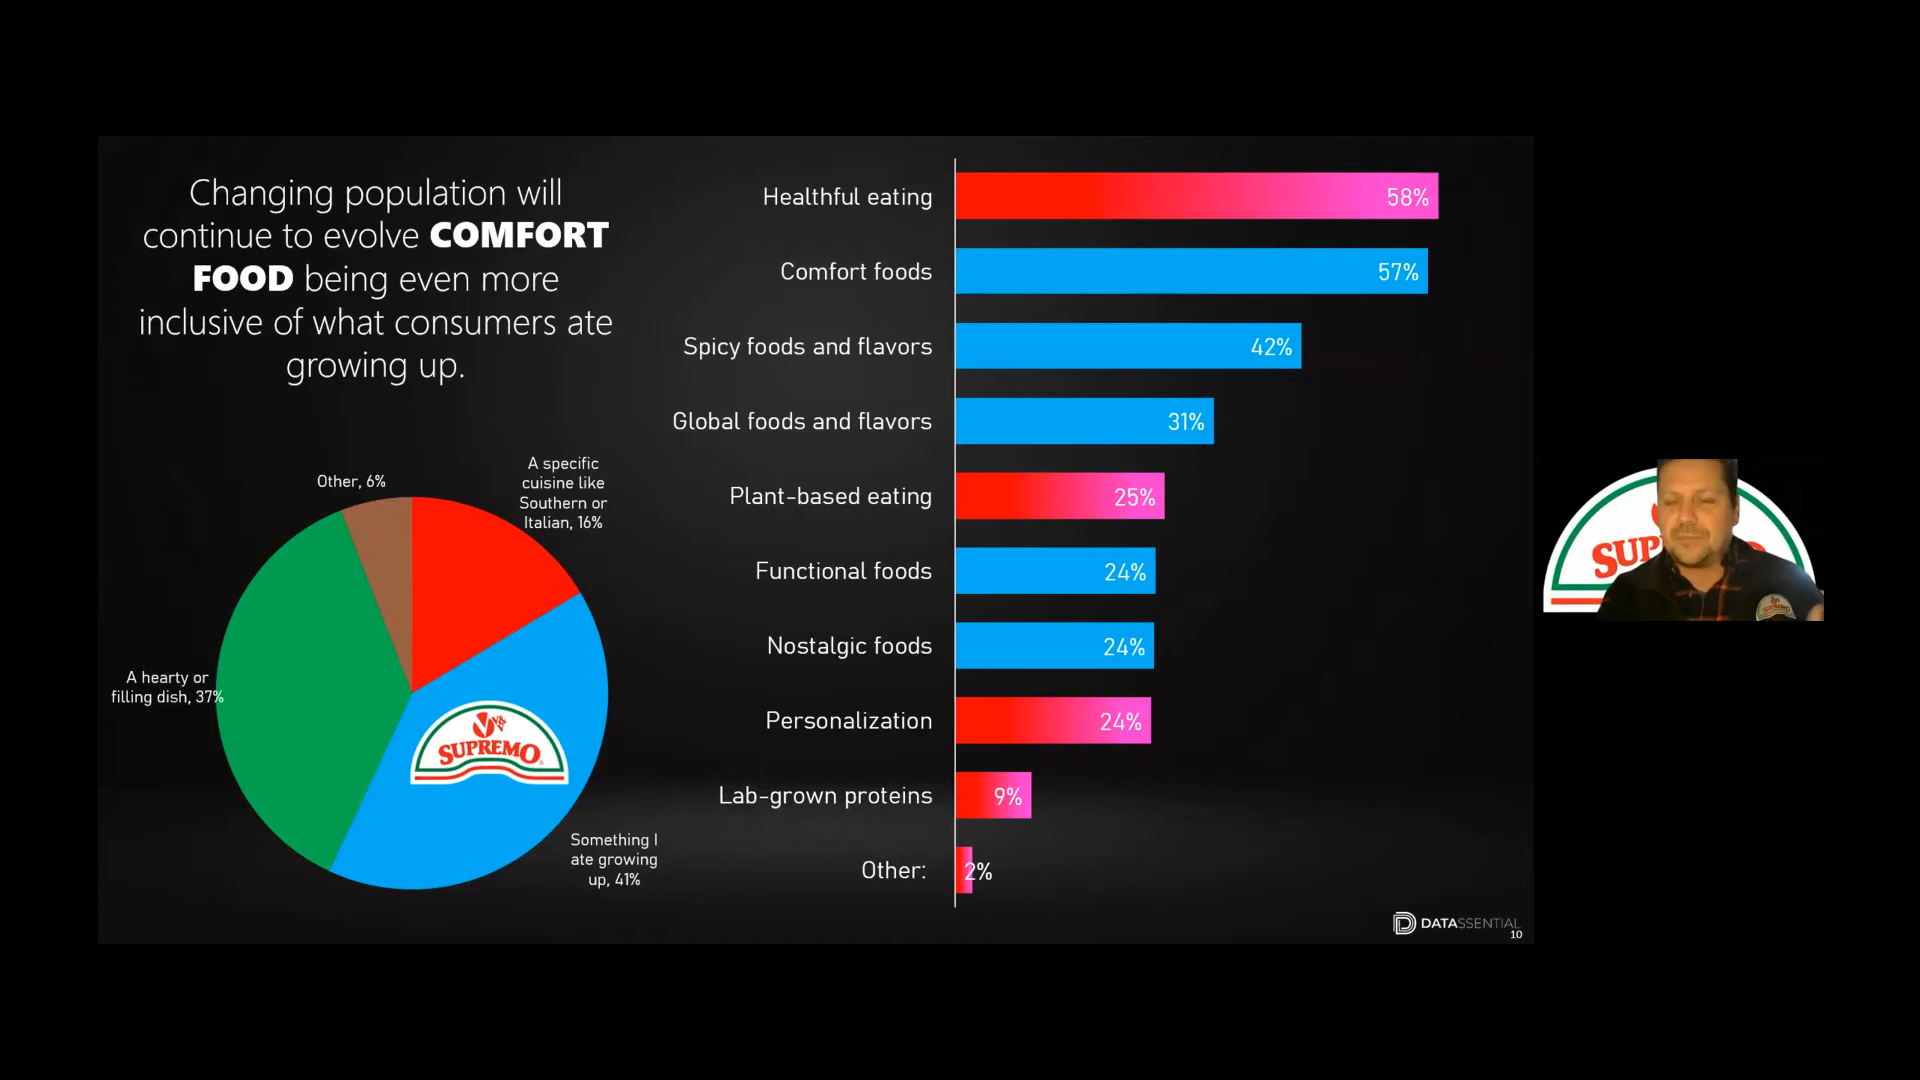 Changing population will
continue to evolve COMFORT
FOOD being even more
inclusive of what consumers ate
growing up.
Other, 6%
A specific
cuisine like
Southern or
Italian, 16%
A hearty or
filling dish, 37%
V&V
SUPREMO
Something I
ate growing
up, 41%
Healthful eating 58%
Comfort foods 57%
Spicy foods and flavors 42%
Global foods and flavors 31%
Plant-based eating 25%
Functional foods 24%
Nostalgic foods 24%
Personalization 24%
Lab-grown proteins 9%
Other: 2%
DATASSENTIAL
10
SUP
MO
SUPREMO